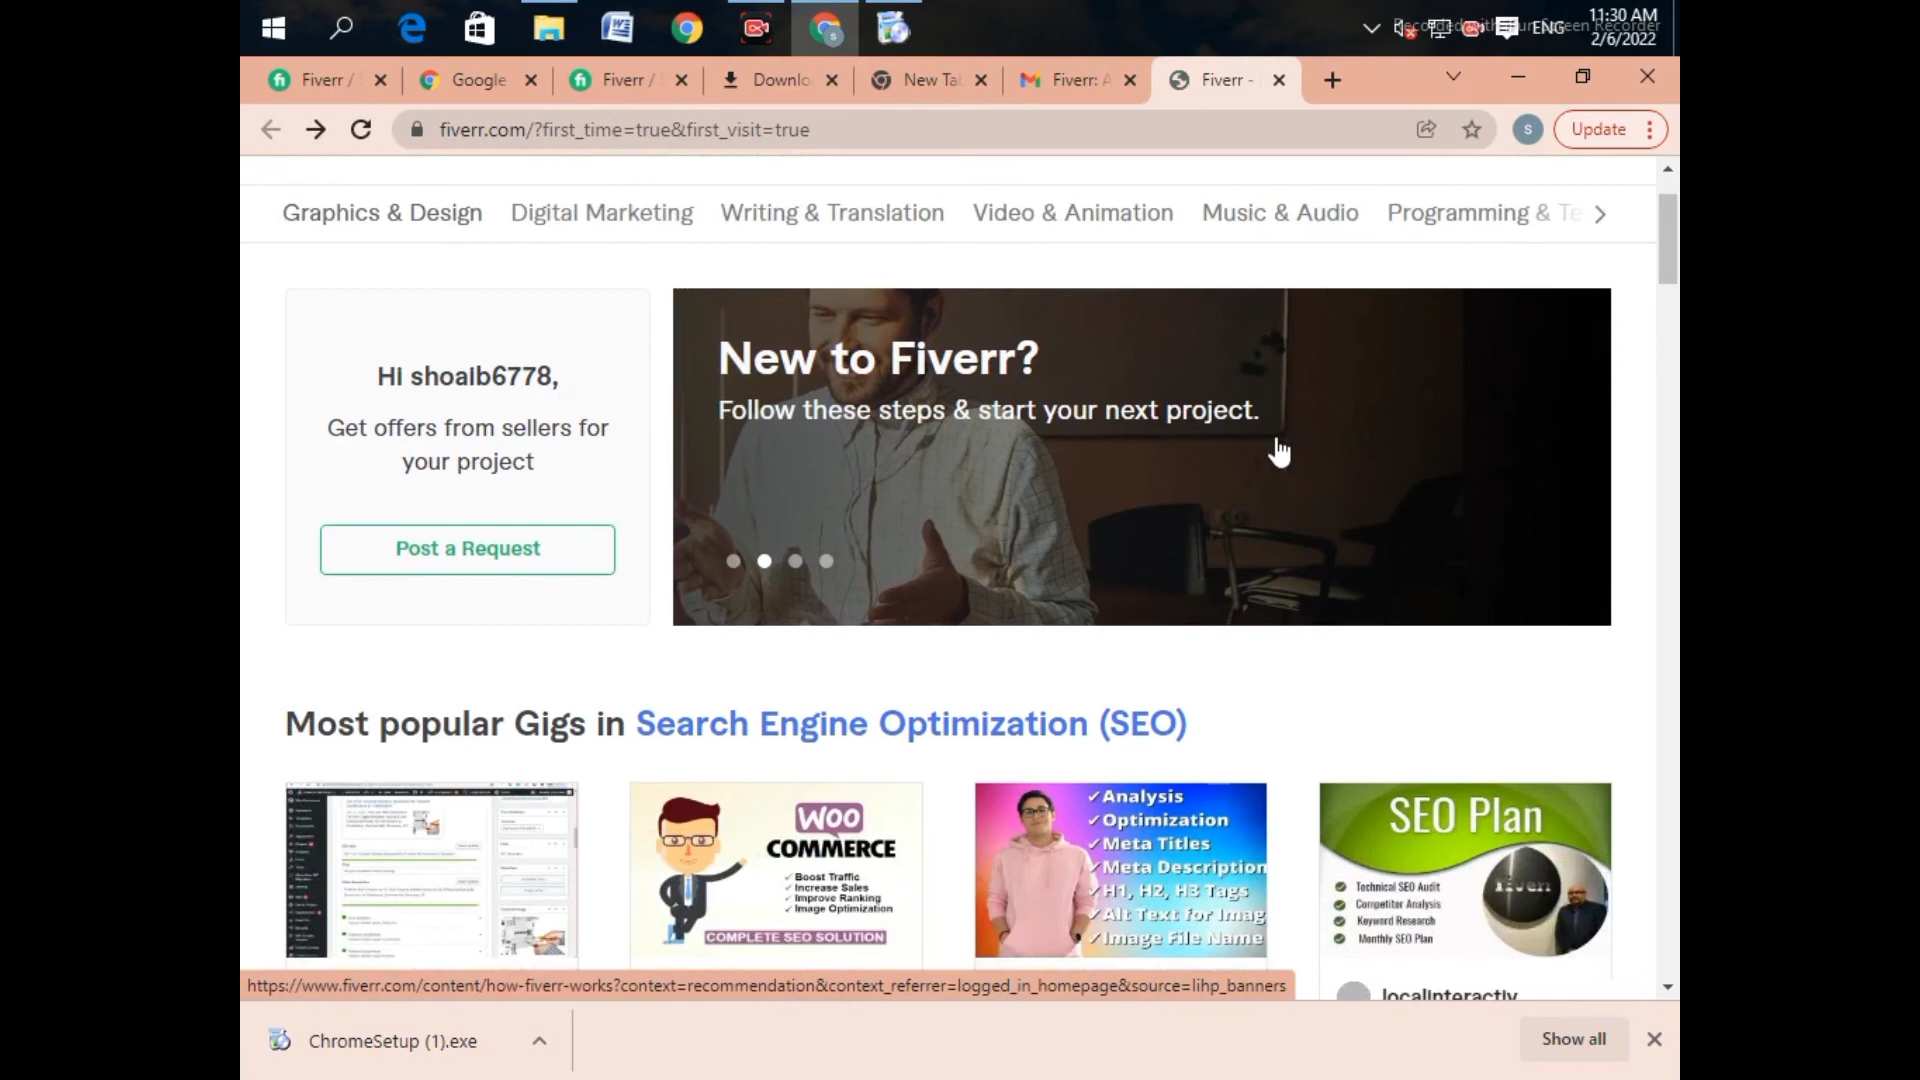 11:30 AM
ENG
2/6/2022
Fiverr /
Google
Fiverr /
Downlo
New Ta
Fiverr: A
Fiverr -
fiverr.com/?first_time=true&first_visit=true
s
Update
Graphics & Design
Digital Marketing
Writing & Translation
Video & Animation
Music & Audio
Programming & Te
Hi shoaib6778,
Get offers from sellers for
your project
Post a Request
New to Fiverr?
Follow these steps & start your next project.
Most popular Gigs in Search Engine Optimization (SEO)
WOO
COMMERCE
✓ Boost Traffic
✓ Increase Sales
✓ Improve Ranking
✓ Image Optimization
COMPLETE SEO SOLUTION
✓Analysis
✓Optimization
✓Meta Titles
✓Meta Description
✓H1, H2, H3 Tags
✓Alt Text for Imag
✓Image File Name
SEO Plan
Technical SEO Audit
Competitor Analysis
Keyword Research
Monthly SEO Plan
fiverr
localinteractiv
https://www.fiverr.com/content/how-fiverr-works?context=recommendation&context_referrer=logged_in_homepage&source=lihp_banners
ChromeSetup (1).exe
Show all